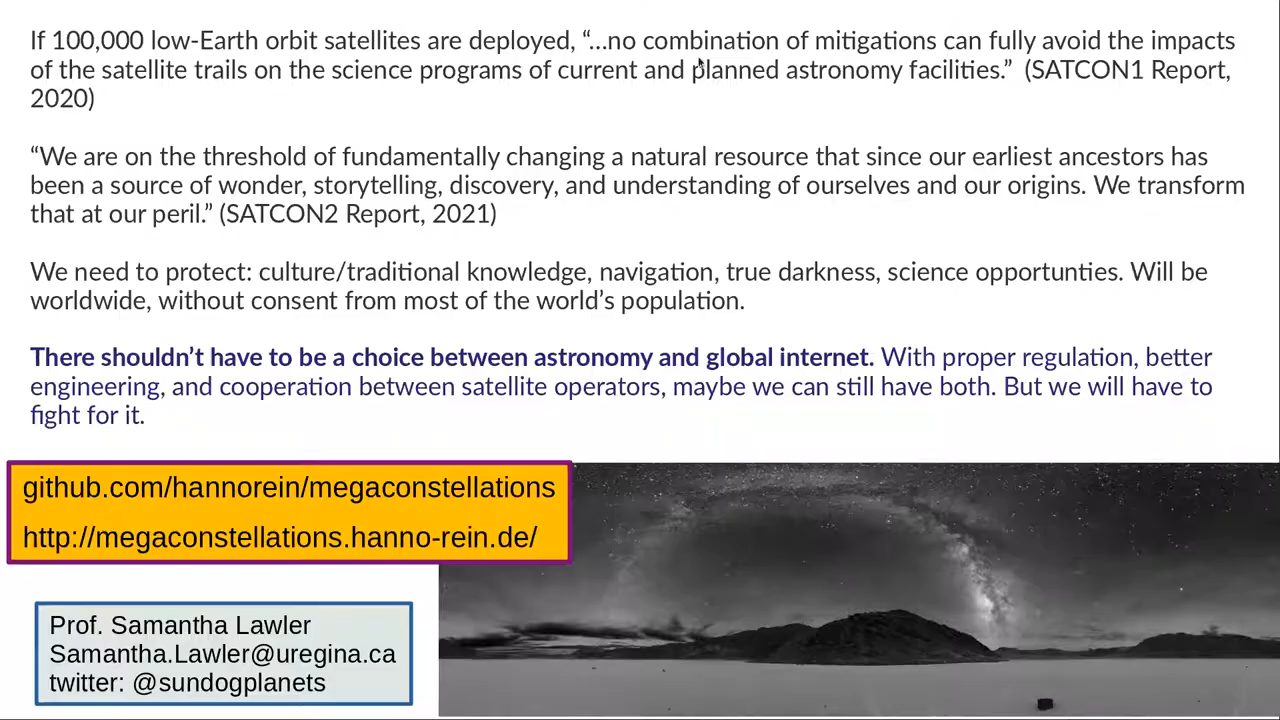 If 100,000 low-Earth orbit satellites are deployed, “…no combination of mitigations can fully avoid the impacts
of the satellite trails on the science programs of current and planned astronomy facilities.” (SATCON1 Report,
2020)
“We are on the threshold of fundamentally changing a natural resource that since our earliest ancestors has
been a source of wonder, storytelling, discovery, and understanding of ourselves and our origins. We transform
that at our peril.” (SATCON2 Report, 2021)
We need to protect: culture/traditional knowledge, navigation, true darkness, science opportunties. Will be
worldwide, without consent from most of the world’s population.
There shouldn’t have to be a choice between astronomy and global internet. With proper regulation, better
engineering, and cooperation between satellite operators, maybe we can still have both. But we will have to
fight for it.
github.com/hannorein/megaconstellations
http://megaconstellations.hanno-rein.de/
Prof. Samantha Lawler
Samantha.Lawler@uregina.ca
twitter: @sundogplanets